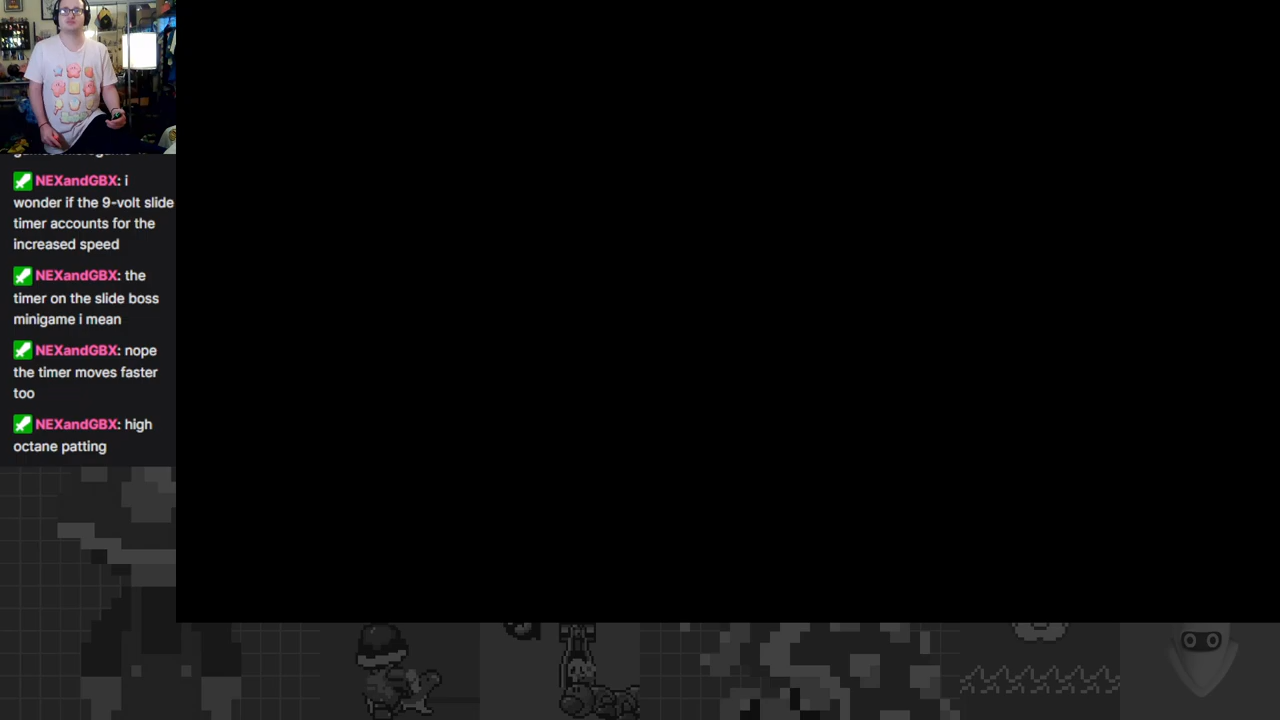 NEXandGBX: i
wonder if the 9-volt slide
timer accounts for the
increased speed
NEXandGBX: the
timer on the slide boss
minigame i mean
NEXandGBX: nope
the timer moves faster
too
NEXandGBX: high
octane patting